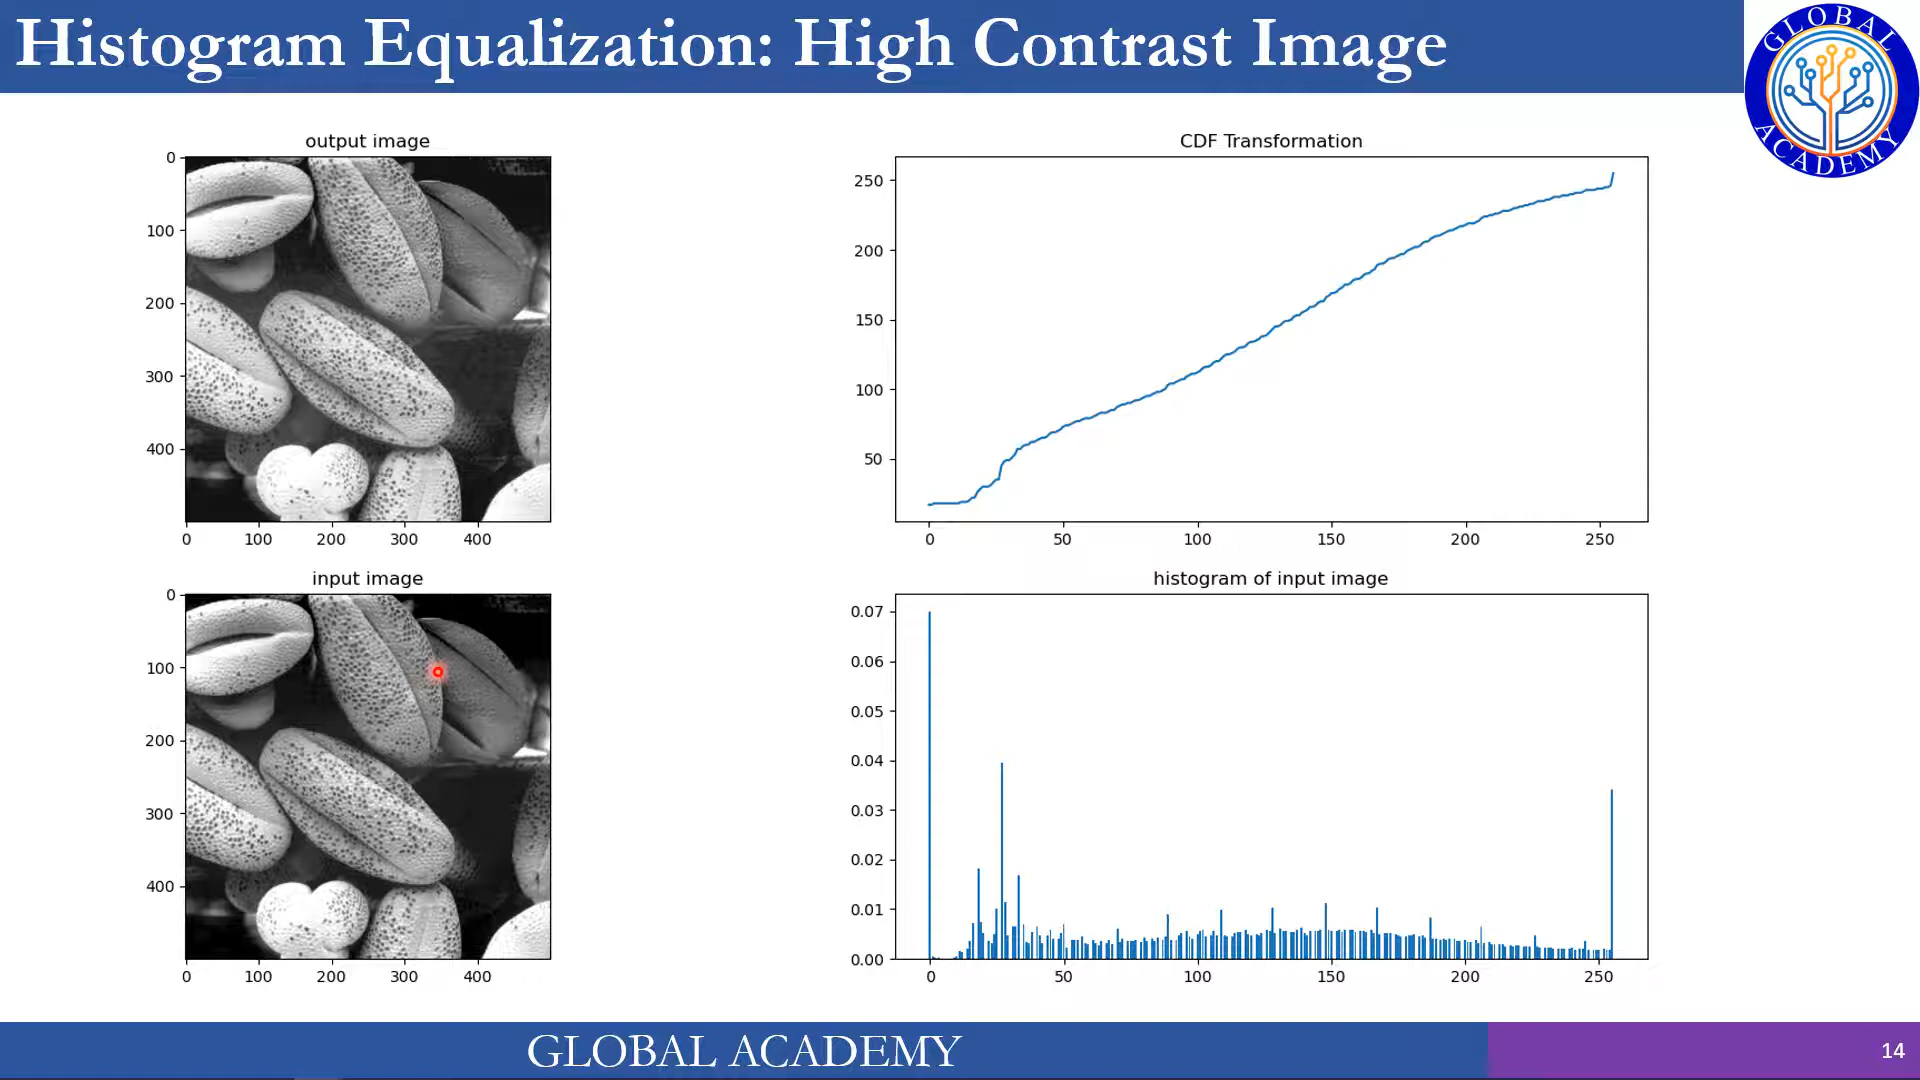 Histogram Equalization: High Contrast Image
GLOBAL
ACADEMY
output image
0
100
200
300
400
0 100 200 300 400
CDF Transformation
250
200
150
100
50
0 50 100 150 200 250
input image
0
100
200
300
400
0 100 200 300 400
histogram of input image
0.07
0.06
0.05
0.04
0.03
0.02
0.01
0.00
0 50 100 150 200 250
GLOBAL ACADEMY
14